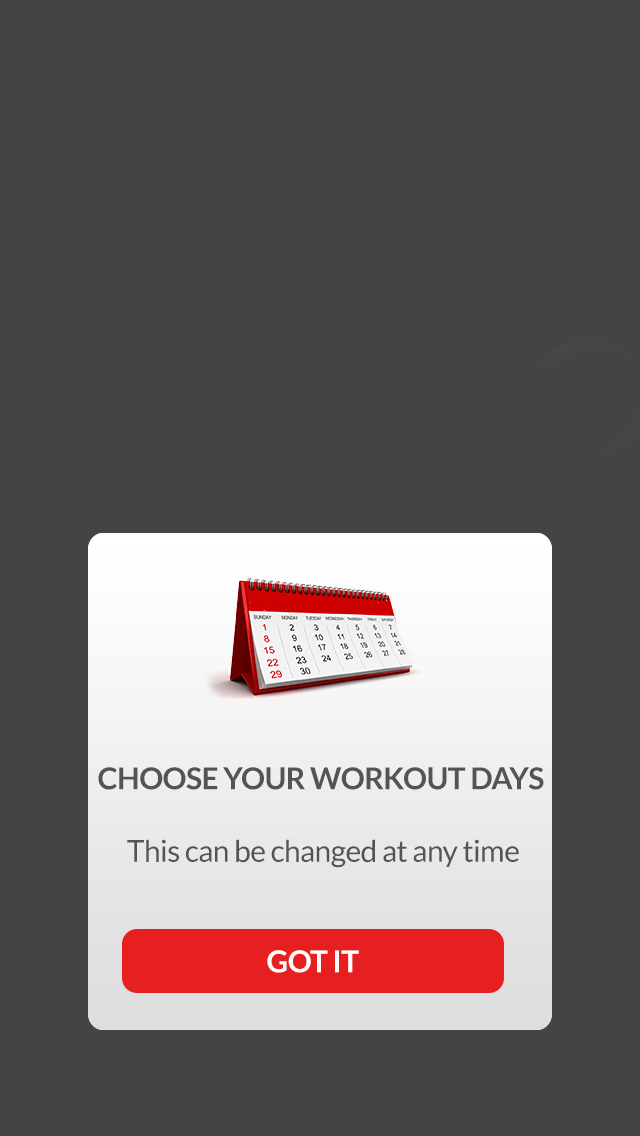 SUNDAY MONDAY TUESDAY WEDNESDAY THURSDAY FRIDAY SATURDAY
1 2 3 4 5 6 7
8 9 10 11 12 13 14
15 16 17 18 19 20 21
22 23 24 25 26 27 28
29 30
CHOOSE YOUR WORKOUT DAYS
This can be changed at any time
GOT IT